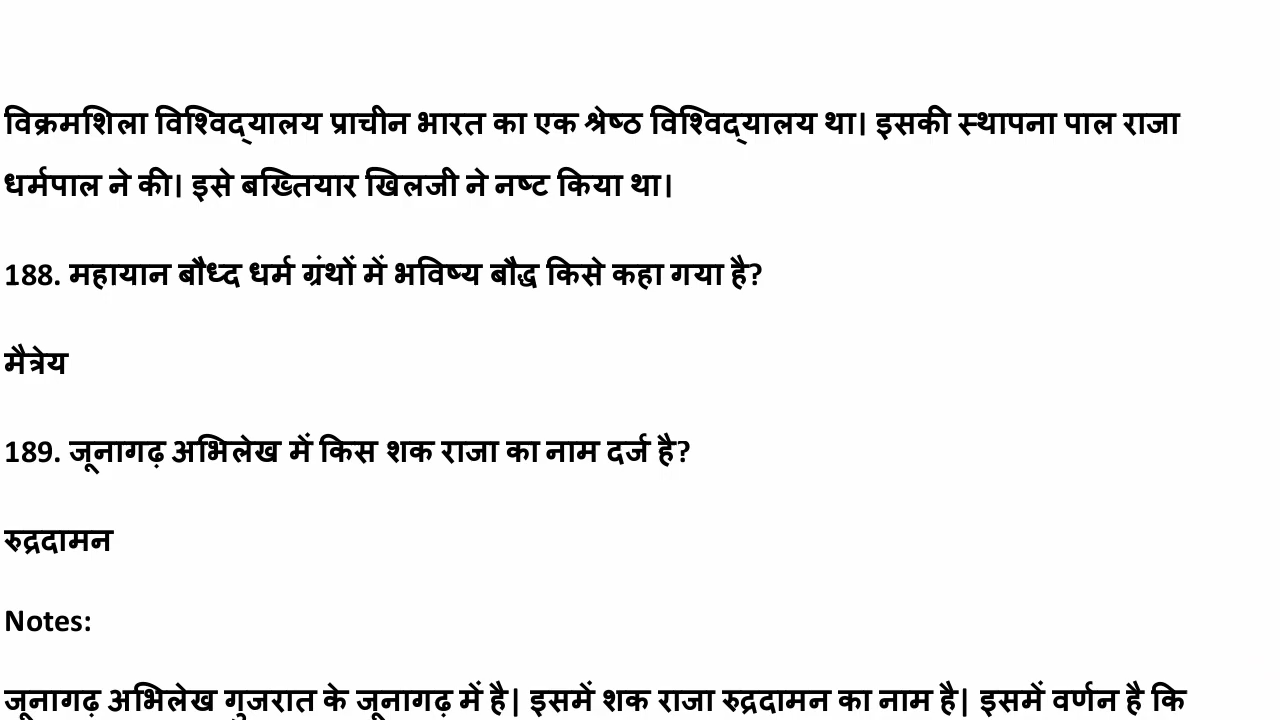 विक्रमशिला विश्विद्यालय प्राचीन भारत का एक श्रेष्ठ विश्विद्यालय था। इसकी स्थापना पाल राजा
धर्मपाल ने की। इसे बख्तियार खिलजी ने नष्ट किया था।
188. महायान बौध्द धर्म ग्रंथों में भविष्य बौद्ध किसे कहा गया है?
मैत्रेय
189. जूनागढ़ अभिलेख में किस शक राजा का नाम दर्ज है?
रुद्रदामन
Notes:
जूनागढ़ अभिलेख गुजरात के जूनागढ़ में है| इसमें शक राजा रुद्रदामन का नाम है| इसमें वर्णन है कि